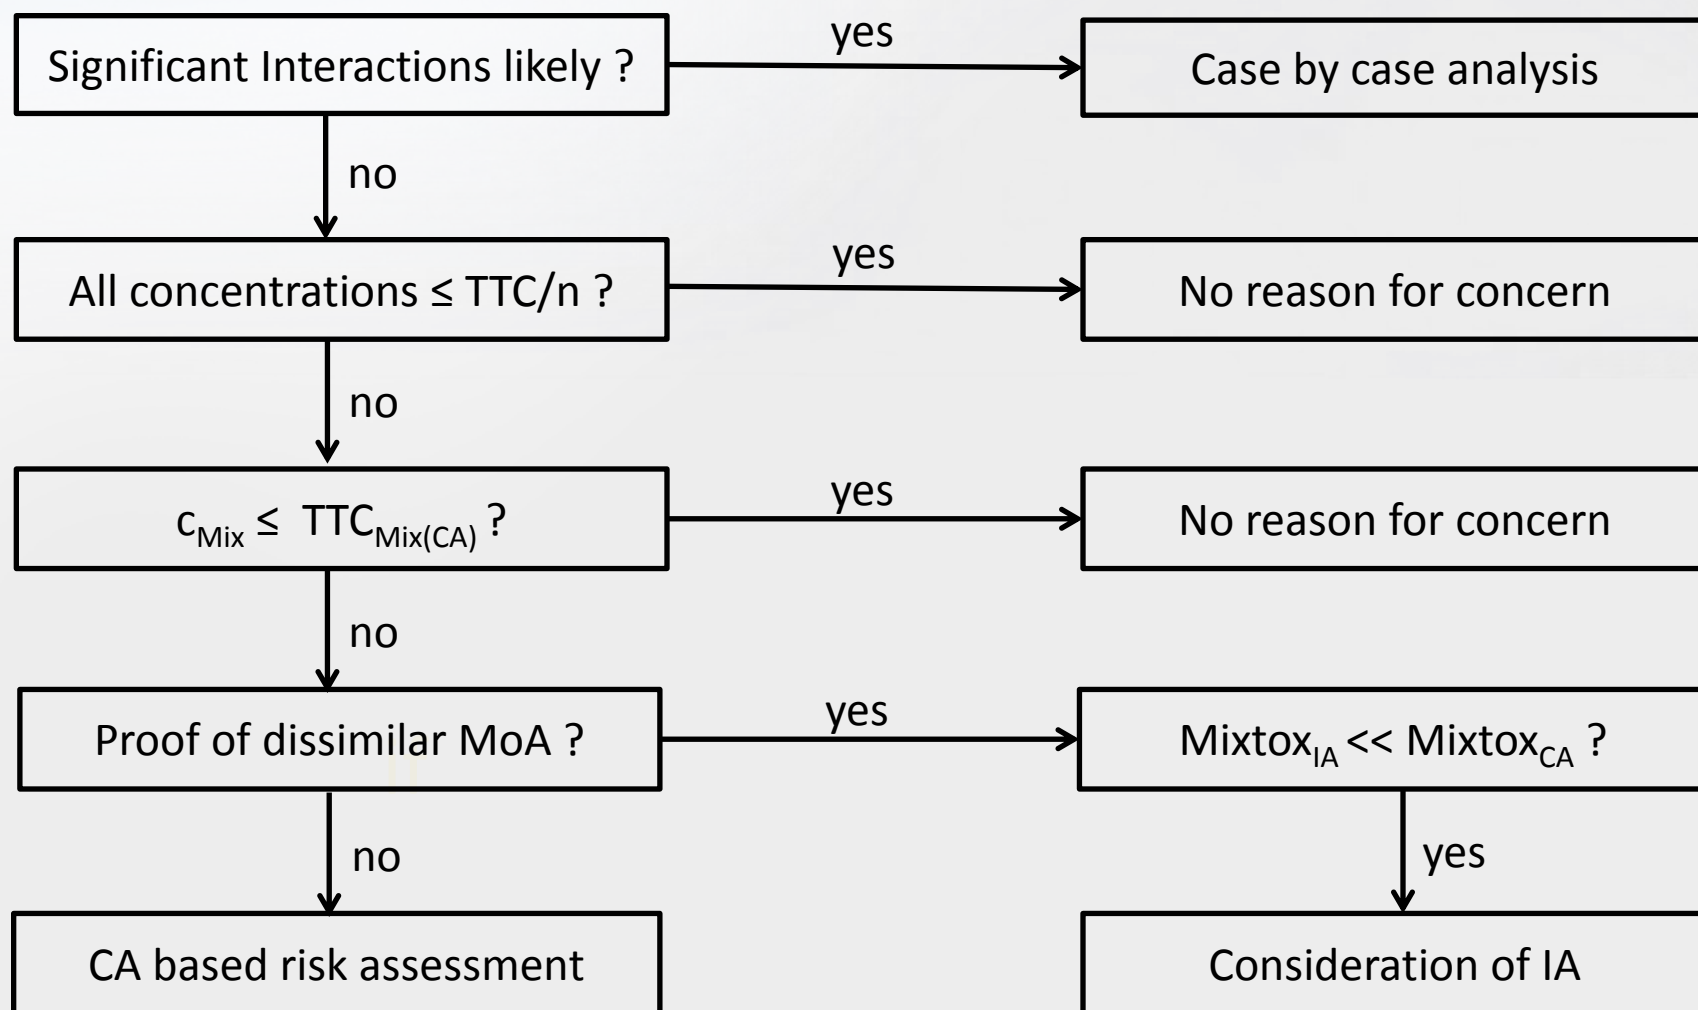 Significant Interactions likely ?
yes
Case by case analysis
no
All concentrations ≤ TTC/n ?
yes
No reason for concern
no
cMix ≤ TTCMix(CA) ?
yes
No reason for concern
no
Proof of dissimilar MoA ?
yes
MixtoxIA << MixtoxCA ?
no
yes
CA based risk assessment
Consideration of IA